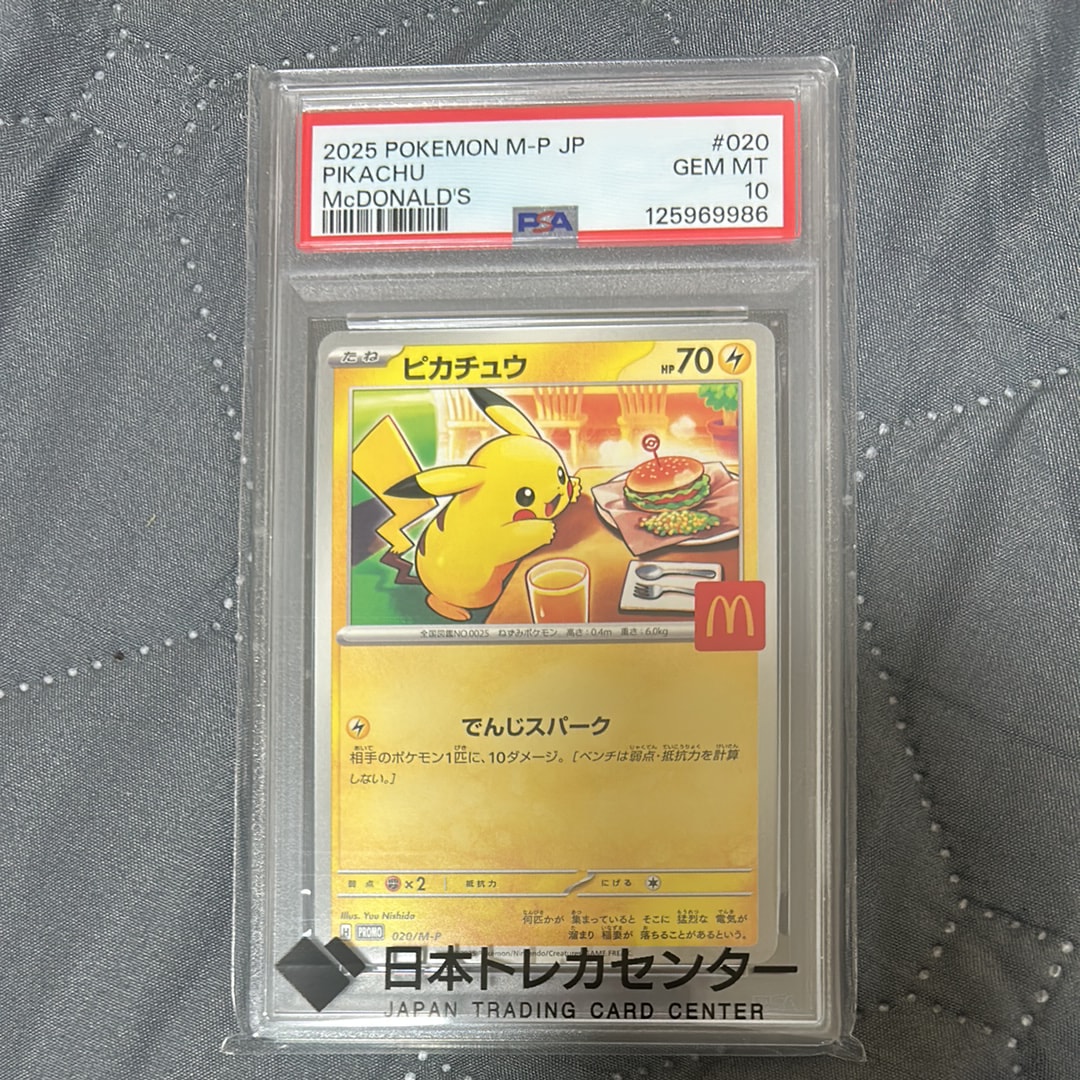 2025 POKEMON M-P JP #020
PIKACHU GEM MT
McDONALD'S 10
PSA 125969986
たね ピカチュウ HP70
全国図鑑NO.0025 ねずみポケモン 高さ:0.4m 重さ:6.0kg
でんじスパーク
相手のポケモン1匹に、10ダメージ。[ベンチは弱点・抵抗力を計算
しない。]
弱点 ×2 抵抗力 にげる
Illus. You Nishida
何匹かが 集まっていると そこに 猛烈な 電気が
溜まり 稲妻が 落ちることがあるという。
H PROMO 020/M-P
日本トレカセンター
JAPAN TRADING CARD CENTER